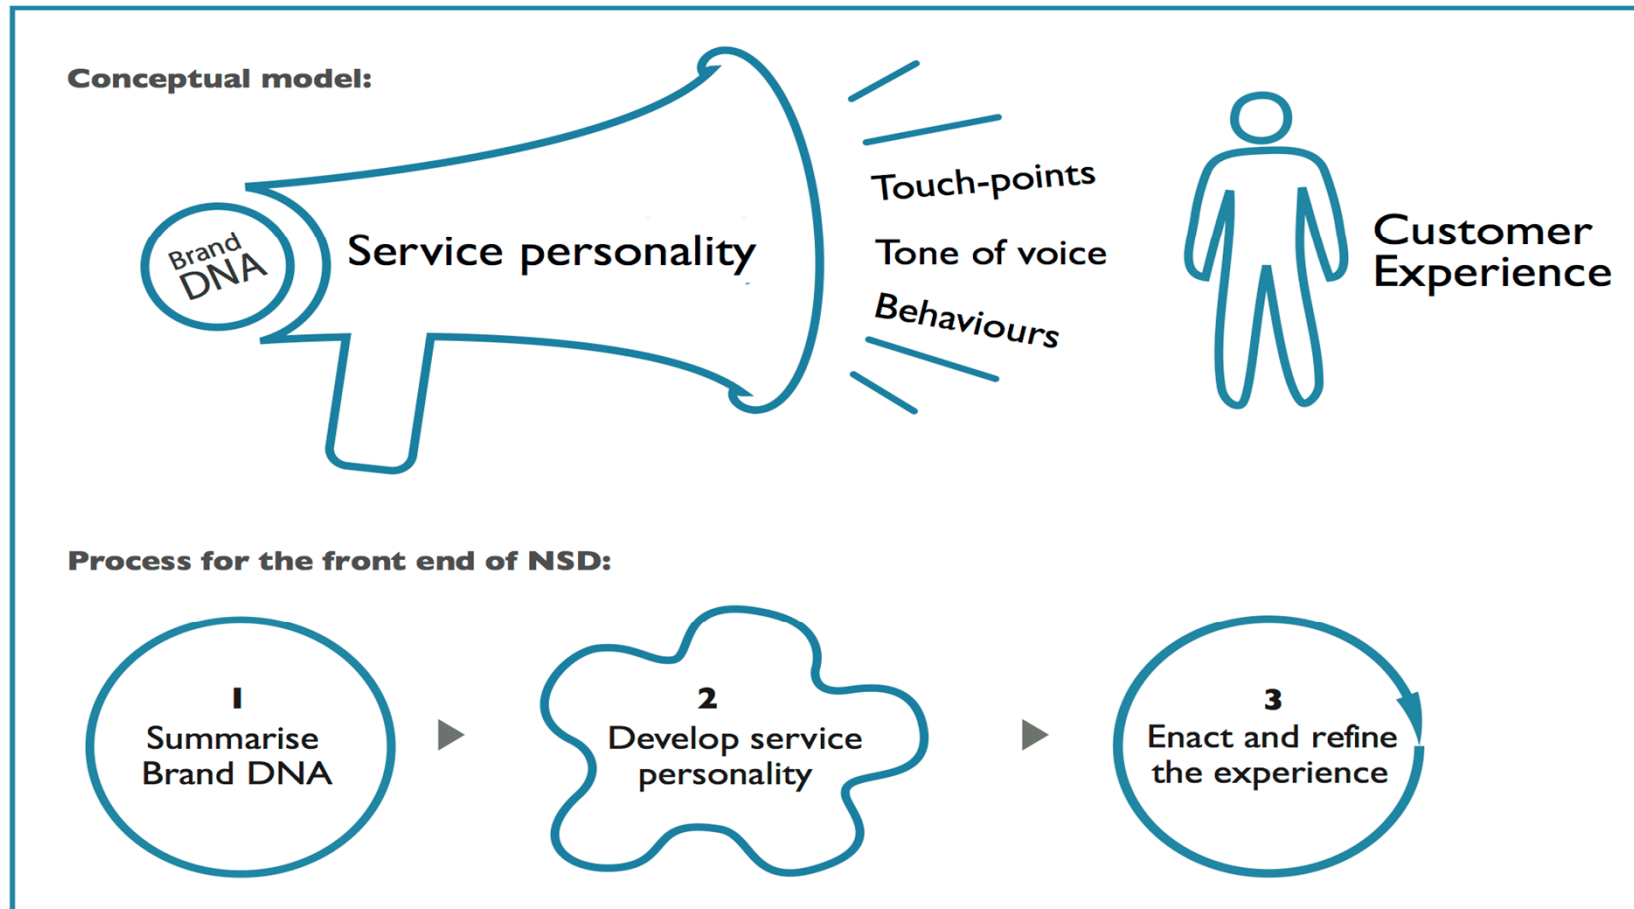 Conceptual model:
Brand
DNA
Service personality
Touch-points
Tone of voice
Behaviours
Customer
Experience
Process for the front end of NSD:
1
Summarise
Brand DNA
2
Develop service
personality
3
Enact and refine
the experience